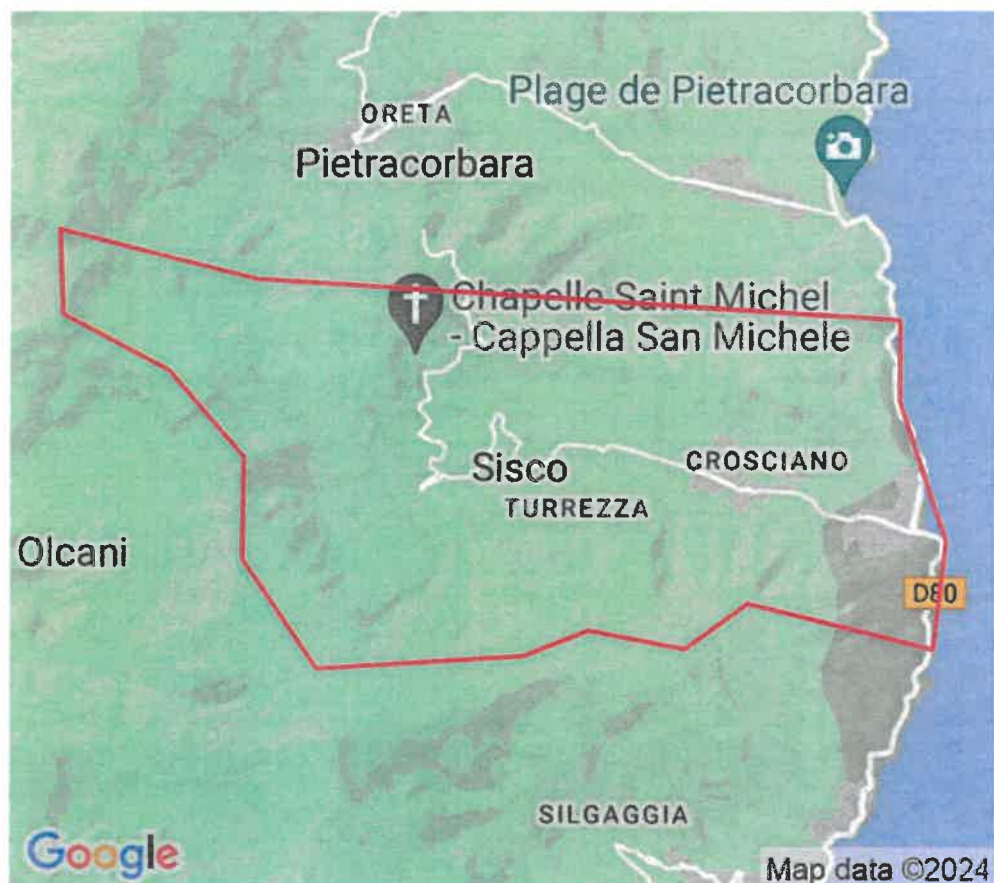 Plage de Pietracorbara
ORETA
Pietracorbara
Chapelle Saint Michel
- Cappella San Michele
Sisco
CROSCIANO
TURREZZA
Olcani
D80
SILGAGGIA
Google
Map data ©2024